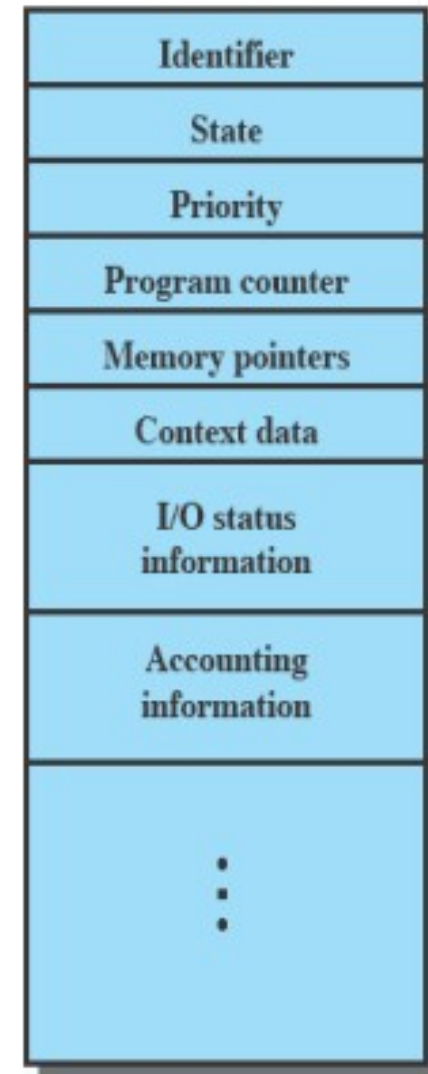 Identifier
State
Priority
Program counter
Memory pointers
Context data
I/O status
information
Accounting
information